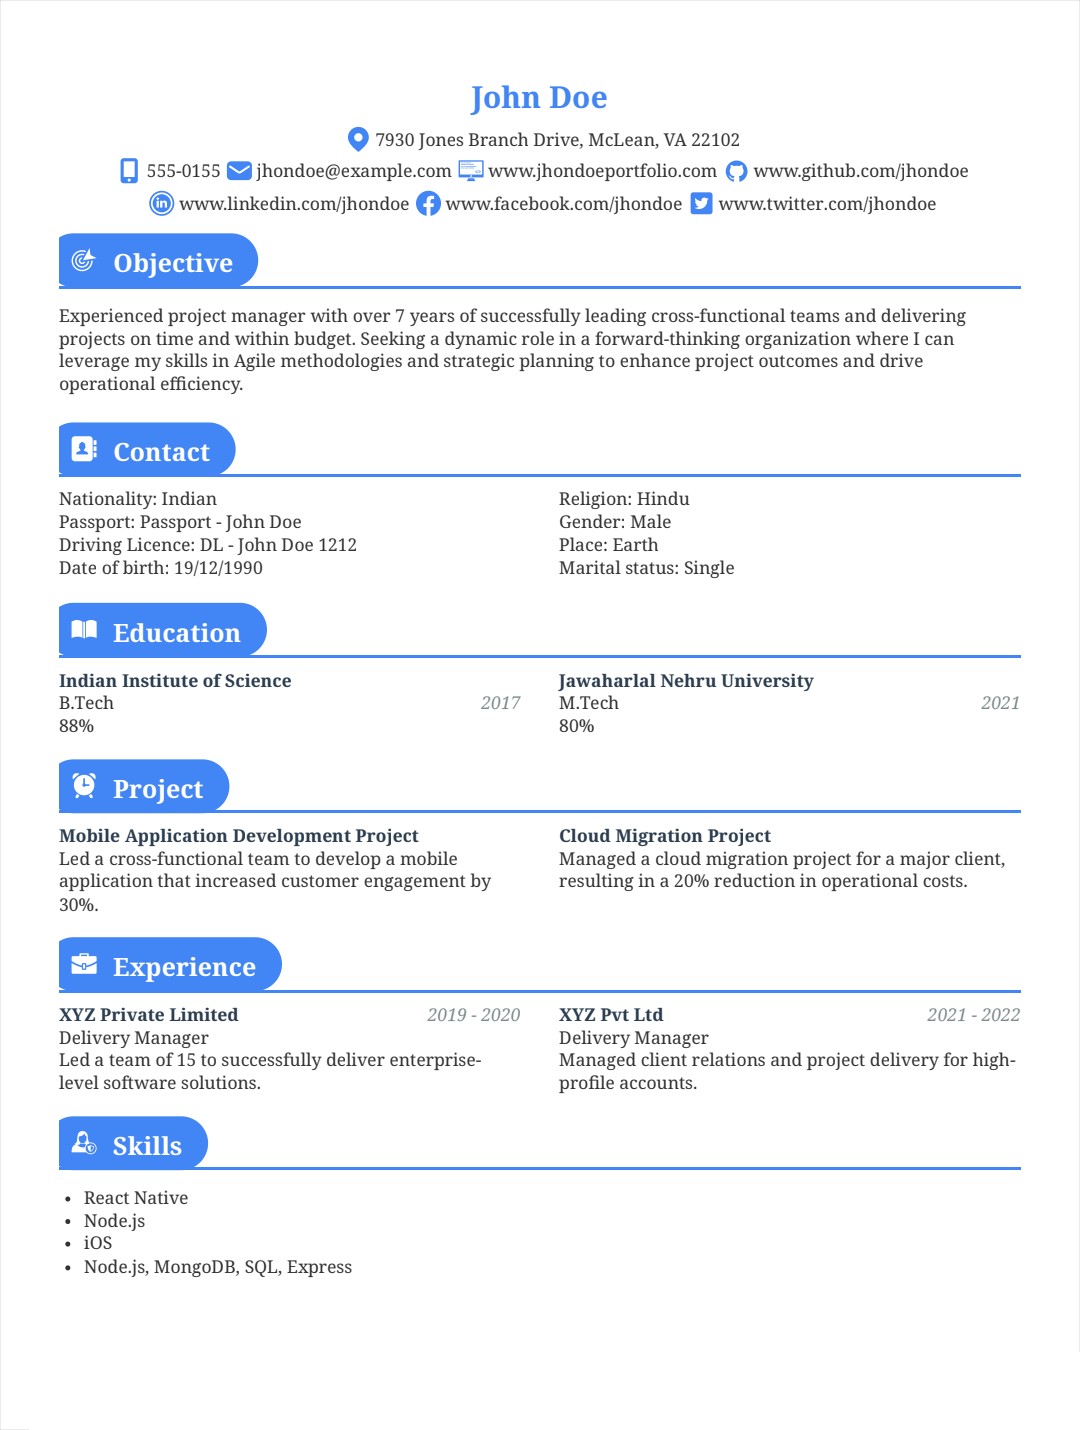 John Doe
7930 Jones Branch Drive, McLean, VA 22102
555-0155 jhondoe@example.com www.jhondoeportfolio.com www.github.com/jhondoe
www.linkedin.com/jhondoe www.facebook.com/jhondoe www.twitter.com/jhondoe
Objective
Experienced project manager with over 7 years of successfully leading cross-functional teams and delivering
projects on time and within budget. Seeking a dynamic role in a forward-thinking organization where I can
leverage my skills in Agile methodologies and strategic planning to enhance project outcomes and drive
operational efficiency.
Contact
Nationality: Indian
Passport: Passport - John Doe
Driving Licence: DL - John Doe 1212
Date of birth: 19/12/1990
Religion: Hindu
Gender: Male
Place: Earth
Marital status: Single
Education
Indian Institute of Science
B.Tech 2017
88%
Jawaharlal Nehru University
M.Tech 2021
80%
Project
Mobile Application Development Project
Led a cross-functional team to develop a mobile
application that increased customer engagement by
30%.
Cloud Migration Project
Managed a cloud migration project for a major client,
resulting in a 20% reduction in operational costs.
Experience
XYZ Private Limited 2019 - 2020
Delivery Manager
Led a team of 15 to successfully deliver enterprise-
level software solutions.
XYZ Pvt Ltd 2021 - 2022
Delivery Manager
Managed client relations and project delivery for high-
profile accounts.
Skills
• React Native
• Node.js
• iOS
• Node.js, MongoDB, SQL, Express